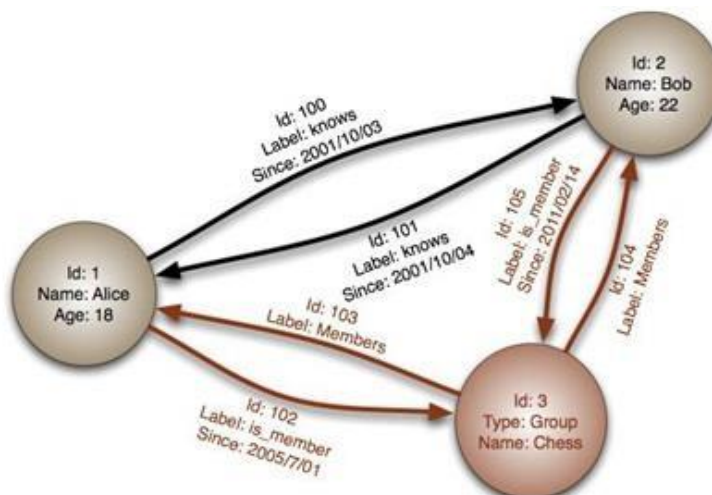 Id: 2
Name: Bob
Age: 22
Id: 100
Label: knows
Since: 2001/10/03
Id: 101
Label: knows
Since: 2001/10/04
Id: 105
Label: is_member
Since: 2011/02/14
Id: 104
Label: Members
Id: 1
Name: Alice
Age: 18
Id: 103
Label: Members
Id: 102
Label: is_member
Since: 2005/7/01
Id: 3
Type: Group
Name: Chess